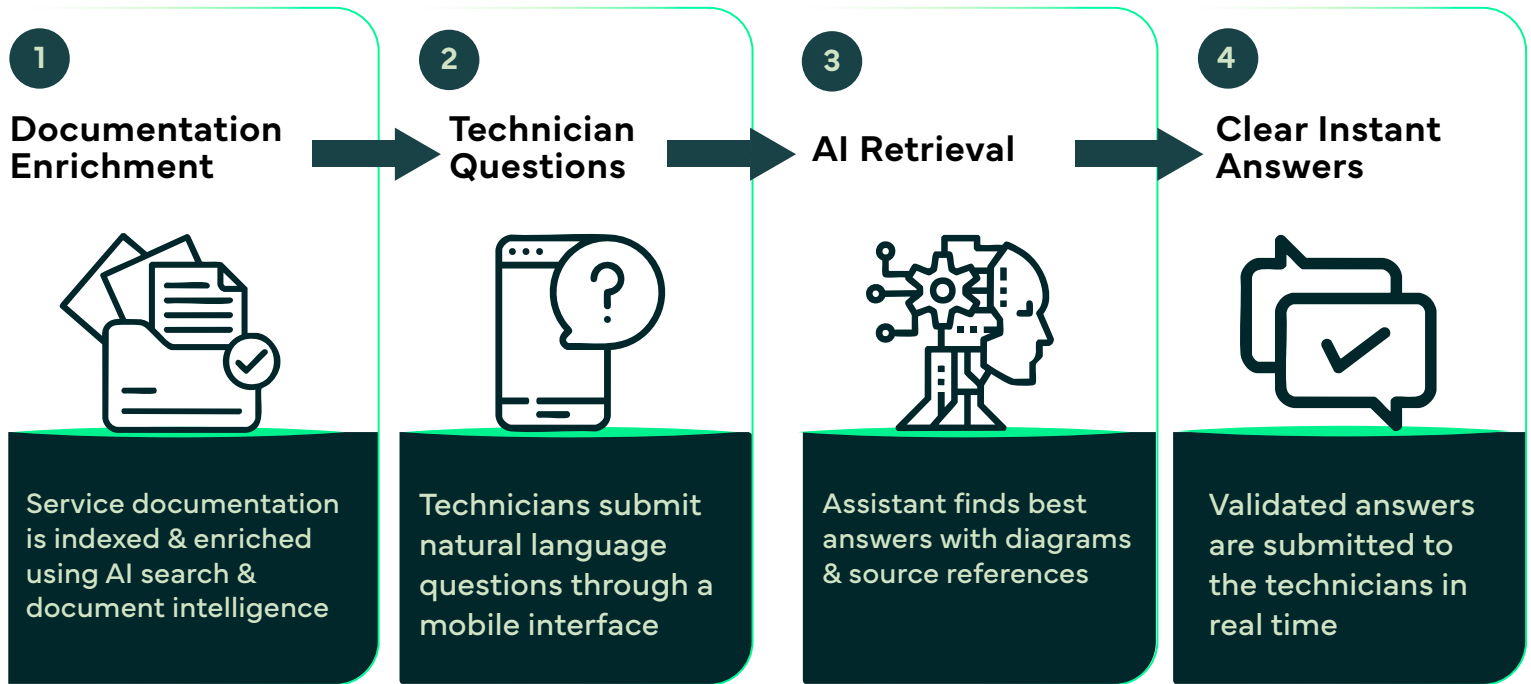 1
Documentation
Enrichment
Service documentation
is indexed & enriched
using AI search &
document intelligence
2
Technician
Questions
?
Technicians submit
natural language
questions through a
mobile interface
3
AI Retrieval
Assistant finds best
answers with diagrams
& source references
4
Clear Instant
Answers
Validated answers
are submitted to
the technicians in
real time